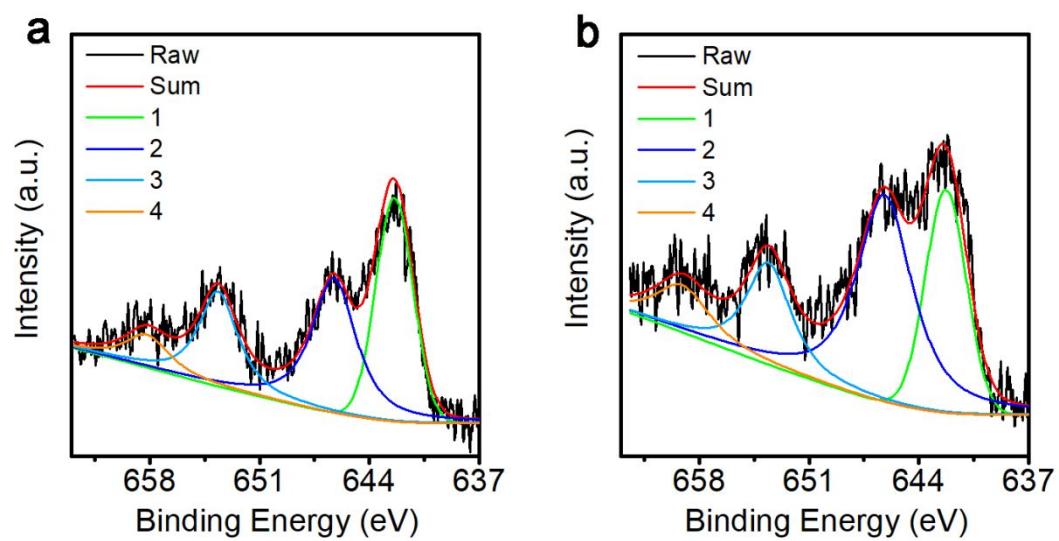 a
Raw
Sum
1
2
3
4
Intensity (a.u.)
658 651 644 637
Binding Energy (eV)
b
Raw
Sum
1
2
3
4
Intensity (a.u.)
658 651 644 637
Binding Energy (eV)